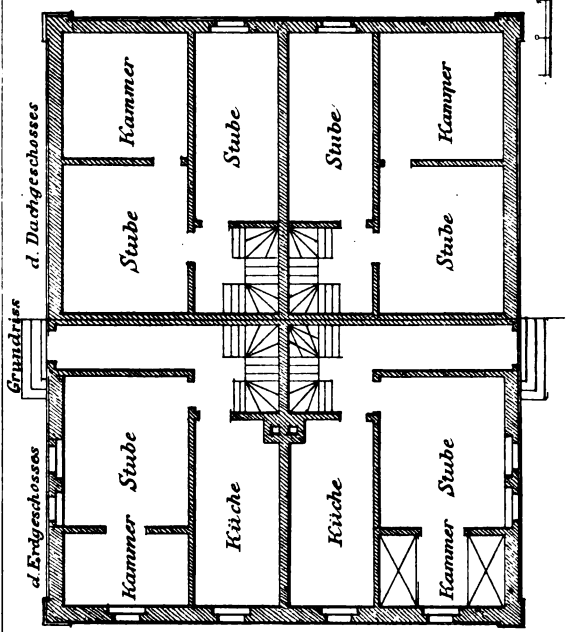 Grundriss
d. Erdgeschosses
d. Dachgeschosses
Kammer
Stube
Stube
Kammer
Stube
Stube
Stube
Stube
Kammer
Küche
Küche
Stube
Kammer